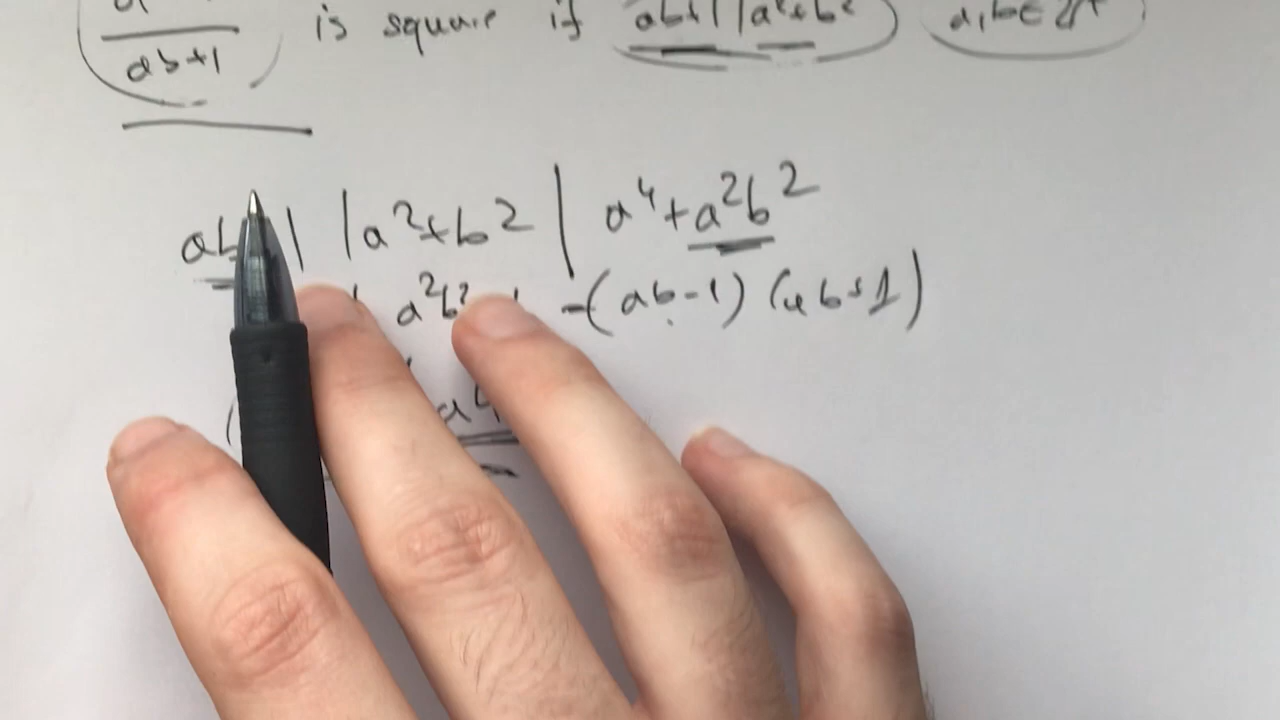 ab+1 is square if ab+1 | a²+b² a,b∈ℤ⁺
ab | a²+b² | a⁴+a²b²
a²b² -(ab-1)(ab+1)
( a⁴